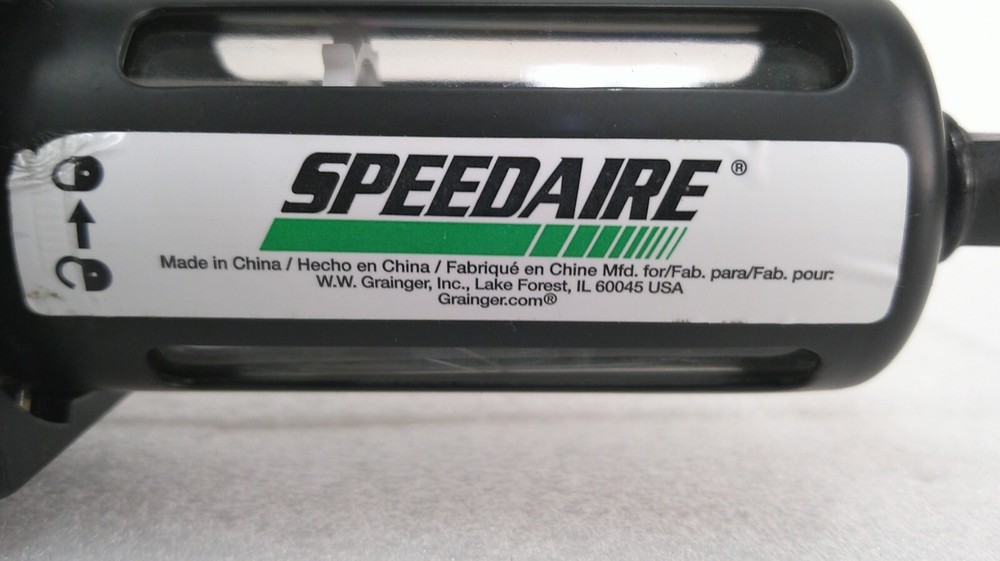 SPEEDAIRE®
Made in China / Hecho en China / Fabriqué en Chine Mfd. for/Fab. para/Fab. pour:
W.W. Grainger, Inc., Lake Forest, IL 60045 USA
Grainger.com®